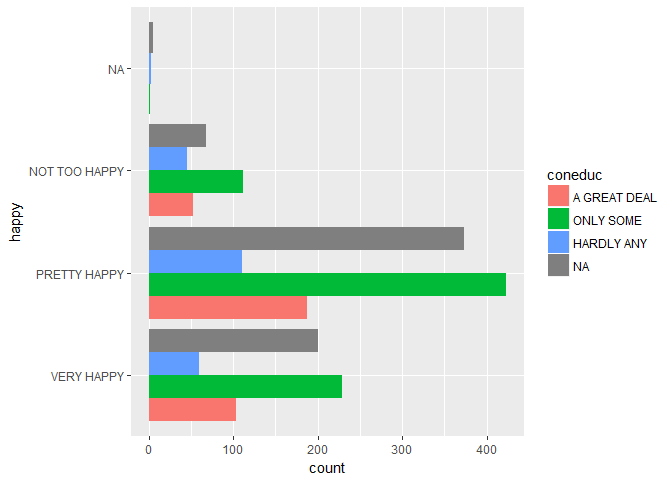 NA
NOT TOO HAPPY
PRETTY HAPPY
VERY HAPPY
happy
0 100 200 300 400
count
coneduc
A GREAT DEAL
ONLY SOME
HARDLY ANY
NA